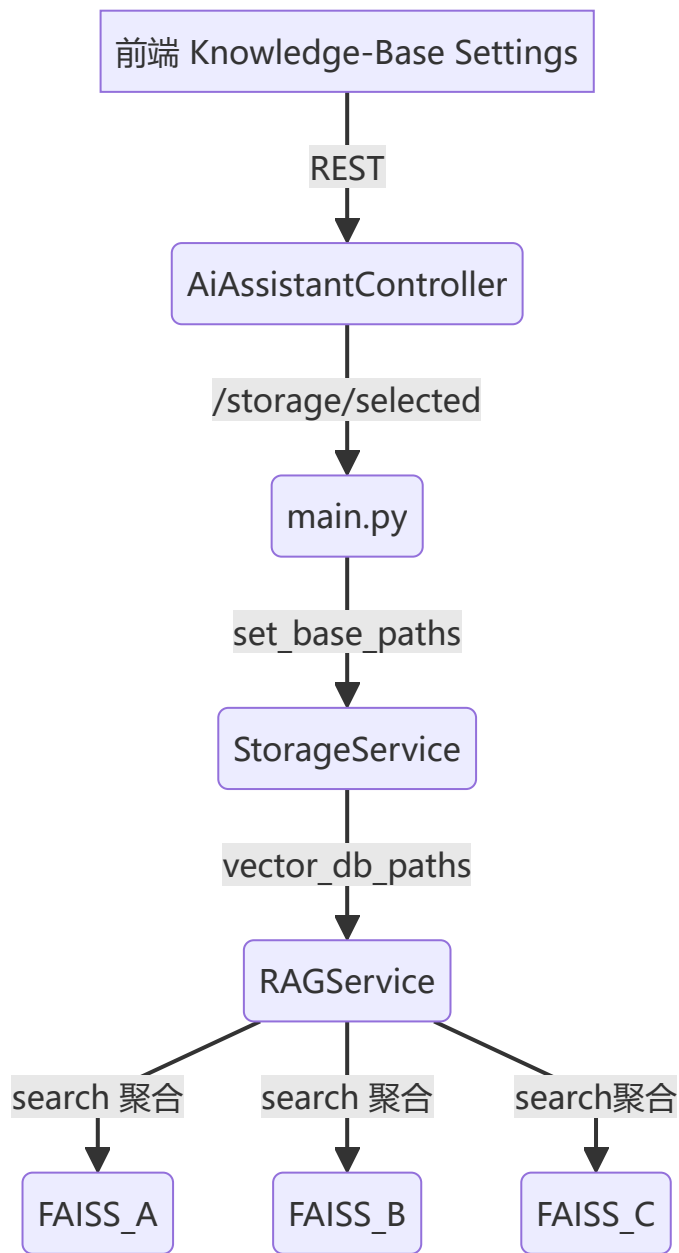 前端 Knowledge-Base Settings
REST
AiAssistantController
/storage/selected
main.py
set_base_paths
StorageService
vector_db_paths
RAGService
search 聚合
search 聚合
search聚合
FAISS_A
FAISS_B
FAISS_C